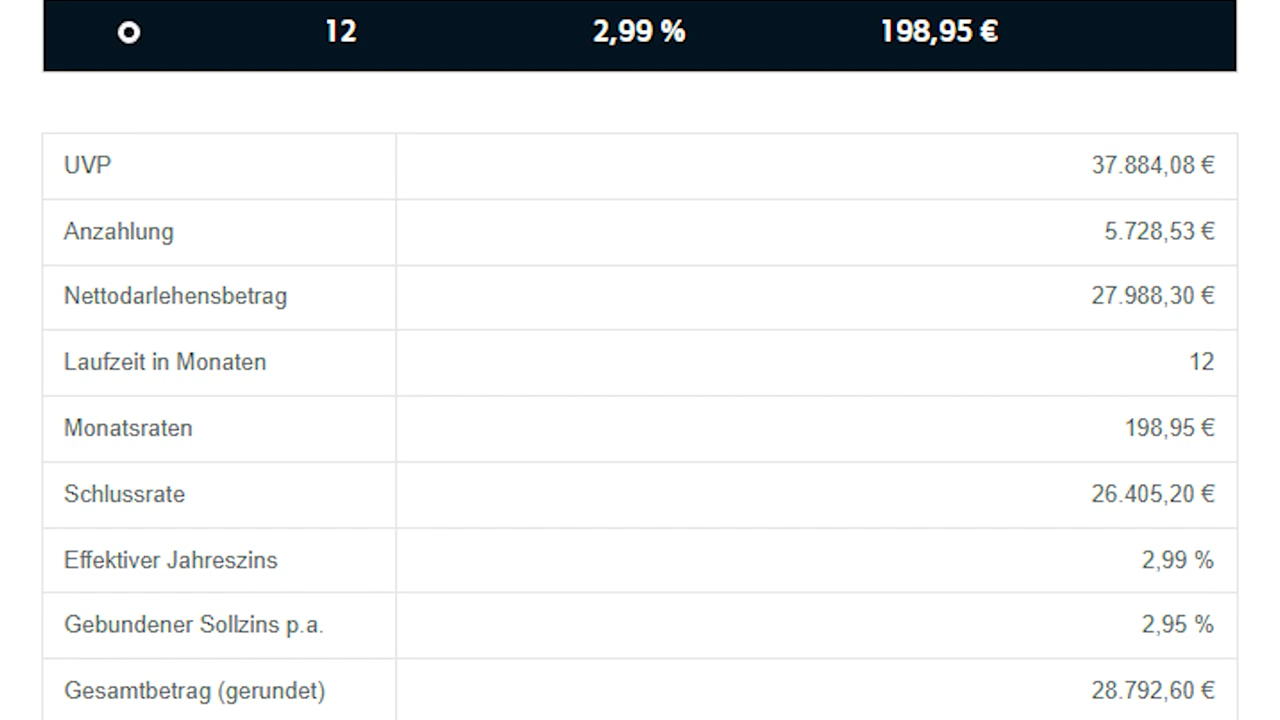 12 2,99 % 198,95 €
UVP 37.884,08 €
Anzahlung 5.728,53 €
Nettodarlehensbetrag 27.988,30 €
Laufzeit in Monaten 12
Monatsraten 198,95 €
Schlussrate 26.405,20 €
Effektiver Jahreszins 2,99 %
Gebundener Sollzins p.a. 2,95 %
Gesamtbetrag (gerundet) 28.792,60 €